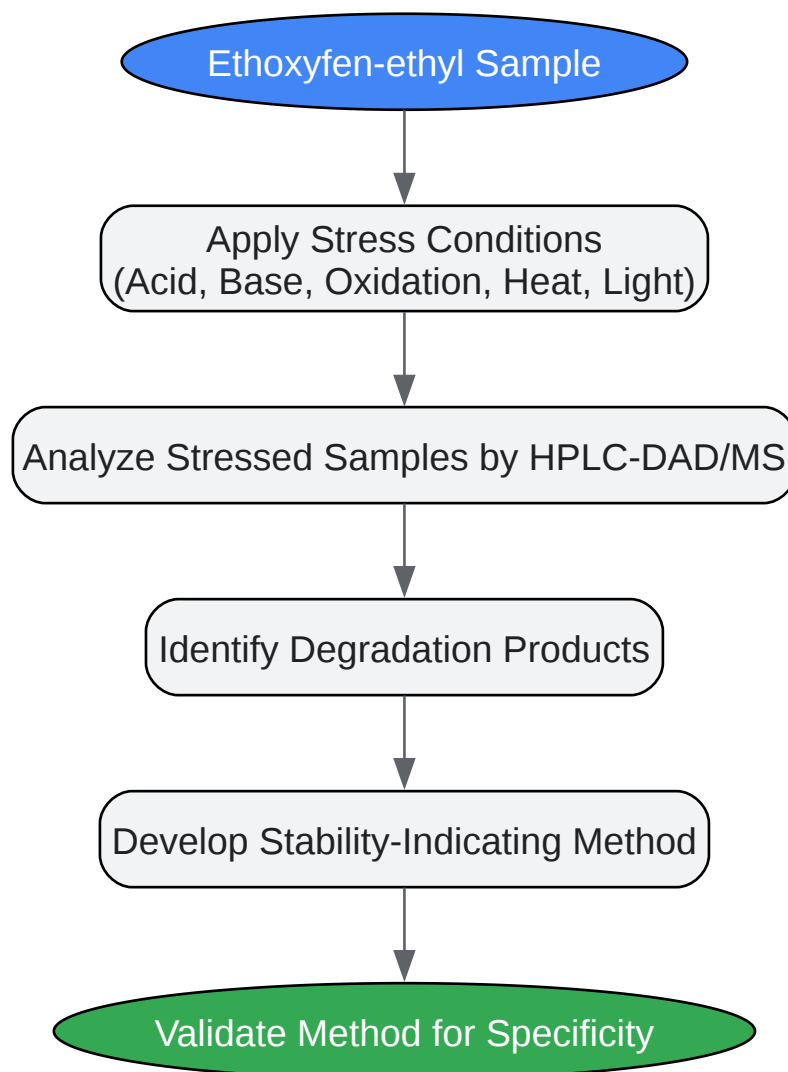 Ethoxyfen-ethyl Sample
Apply Stress Conditions
(Acid, Base, Oxidation, Heat, Light)
Analyze Stressed Samples by HPLC-DAD/MS
Identify Degradation Products
Develop Stability-Indicating Method
Validate Method for Specificity